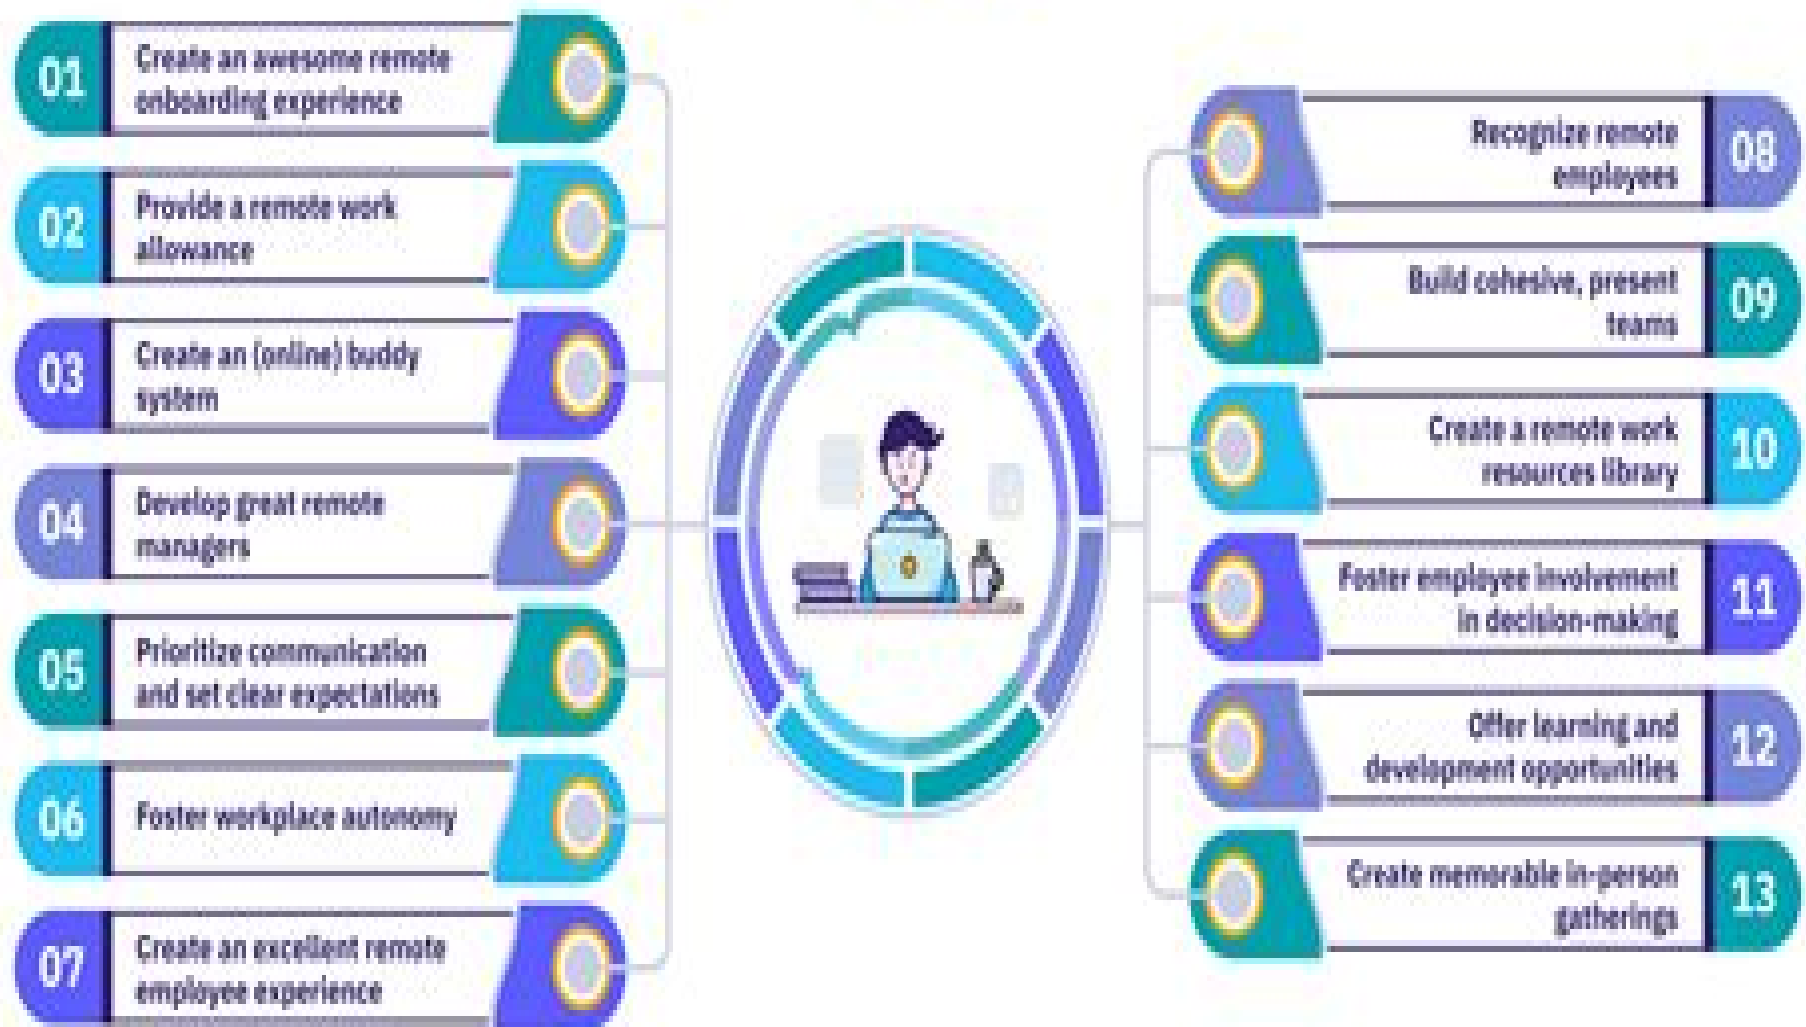 01
Create an awesome remote
onboarding experience
02
Provide a remote work
allowance
03
Create an (online) buddy
system
04
Develop great remote
managers
05
Prioritize communication
and set clear expectations
06
Foster workplace autonomy
07
Create an excellent remote
employee experience
08
Recognize remote
employees
09
Build cohesive, present
teams
10
Create a remote work
resources library
11
Foster employee involvement
in decision-making
12
Offer learning and
development opportunities
13
Create memorable in-person
gatherings